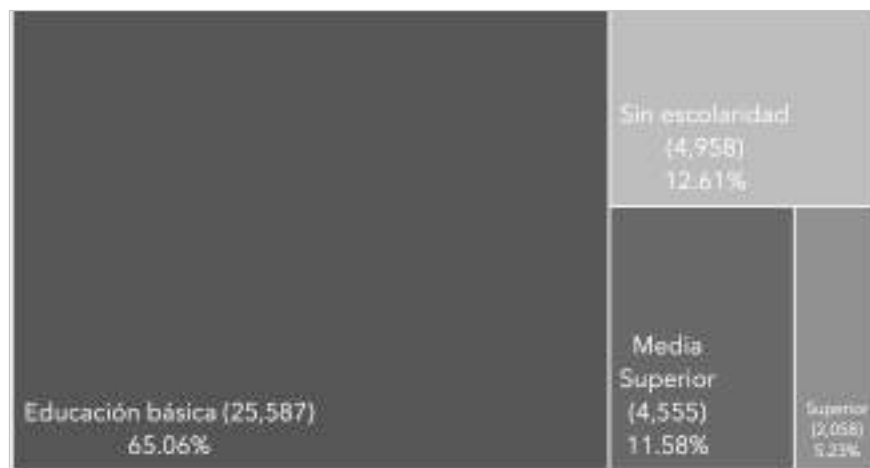 Sin escolaridad
(4,958)
12.61%
Educación básica (25,587)
65.06%
Media
Superior
(4,555)
11.58%
Superior
(2,058)
5.23%